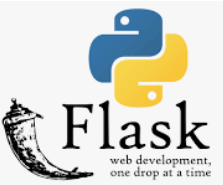 Flask
web development,
one drop at a time